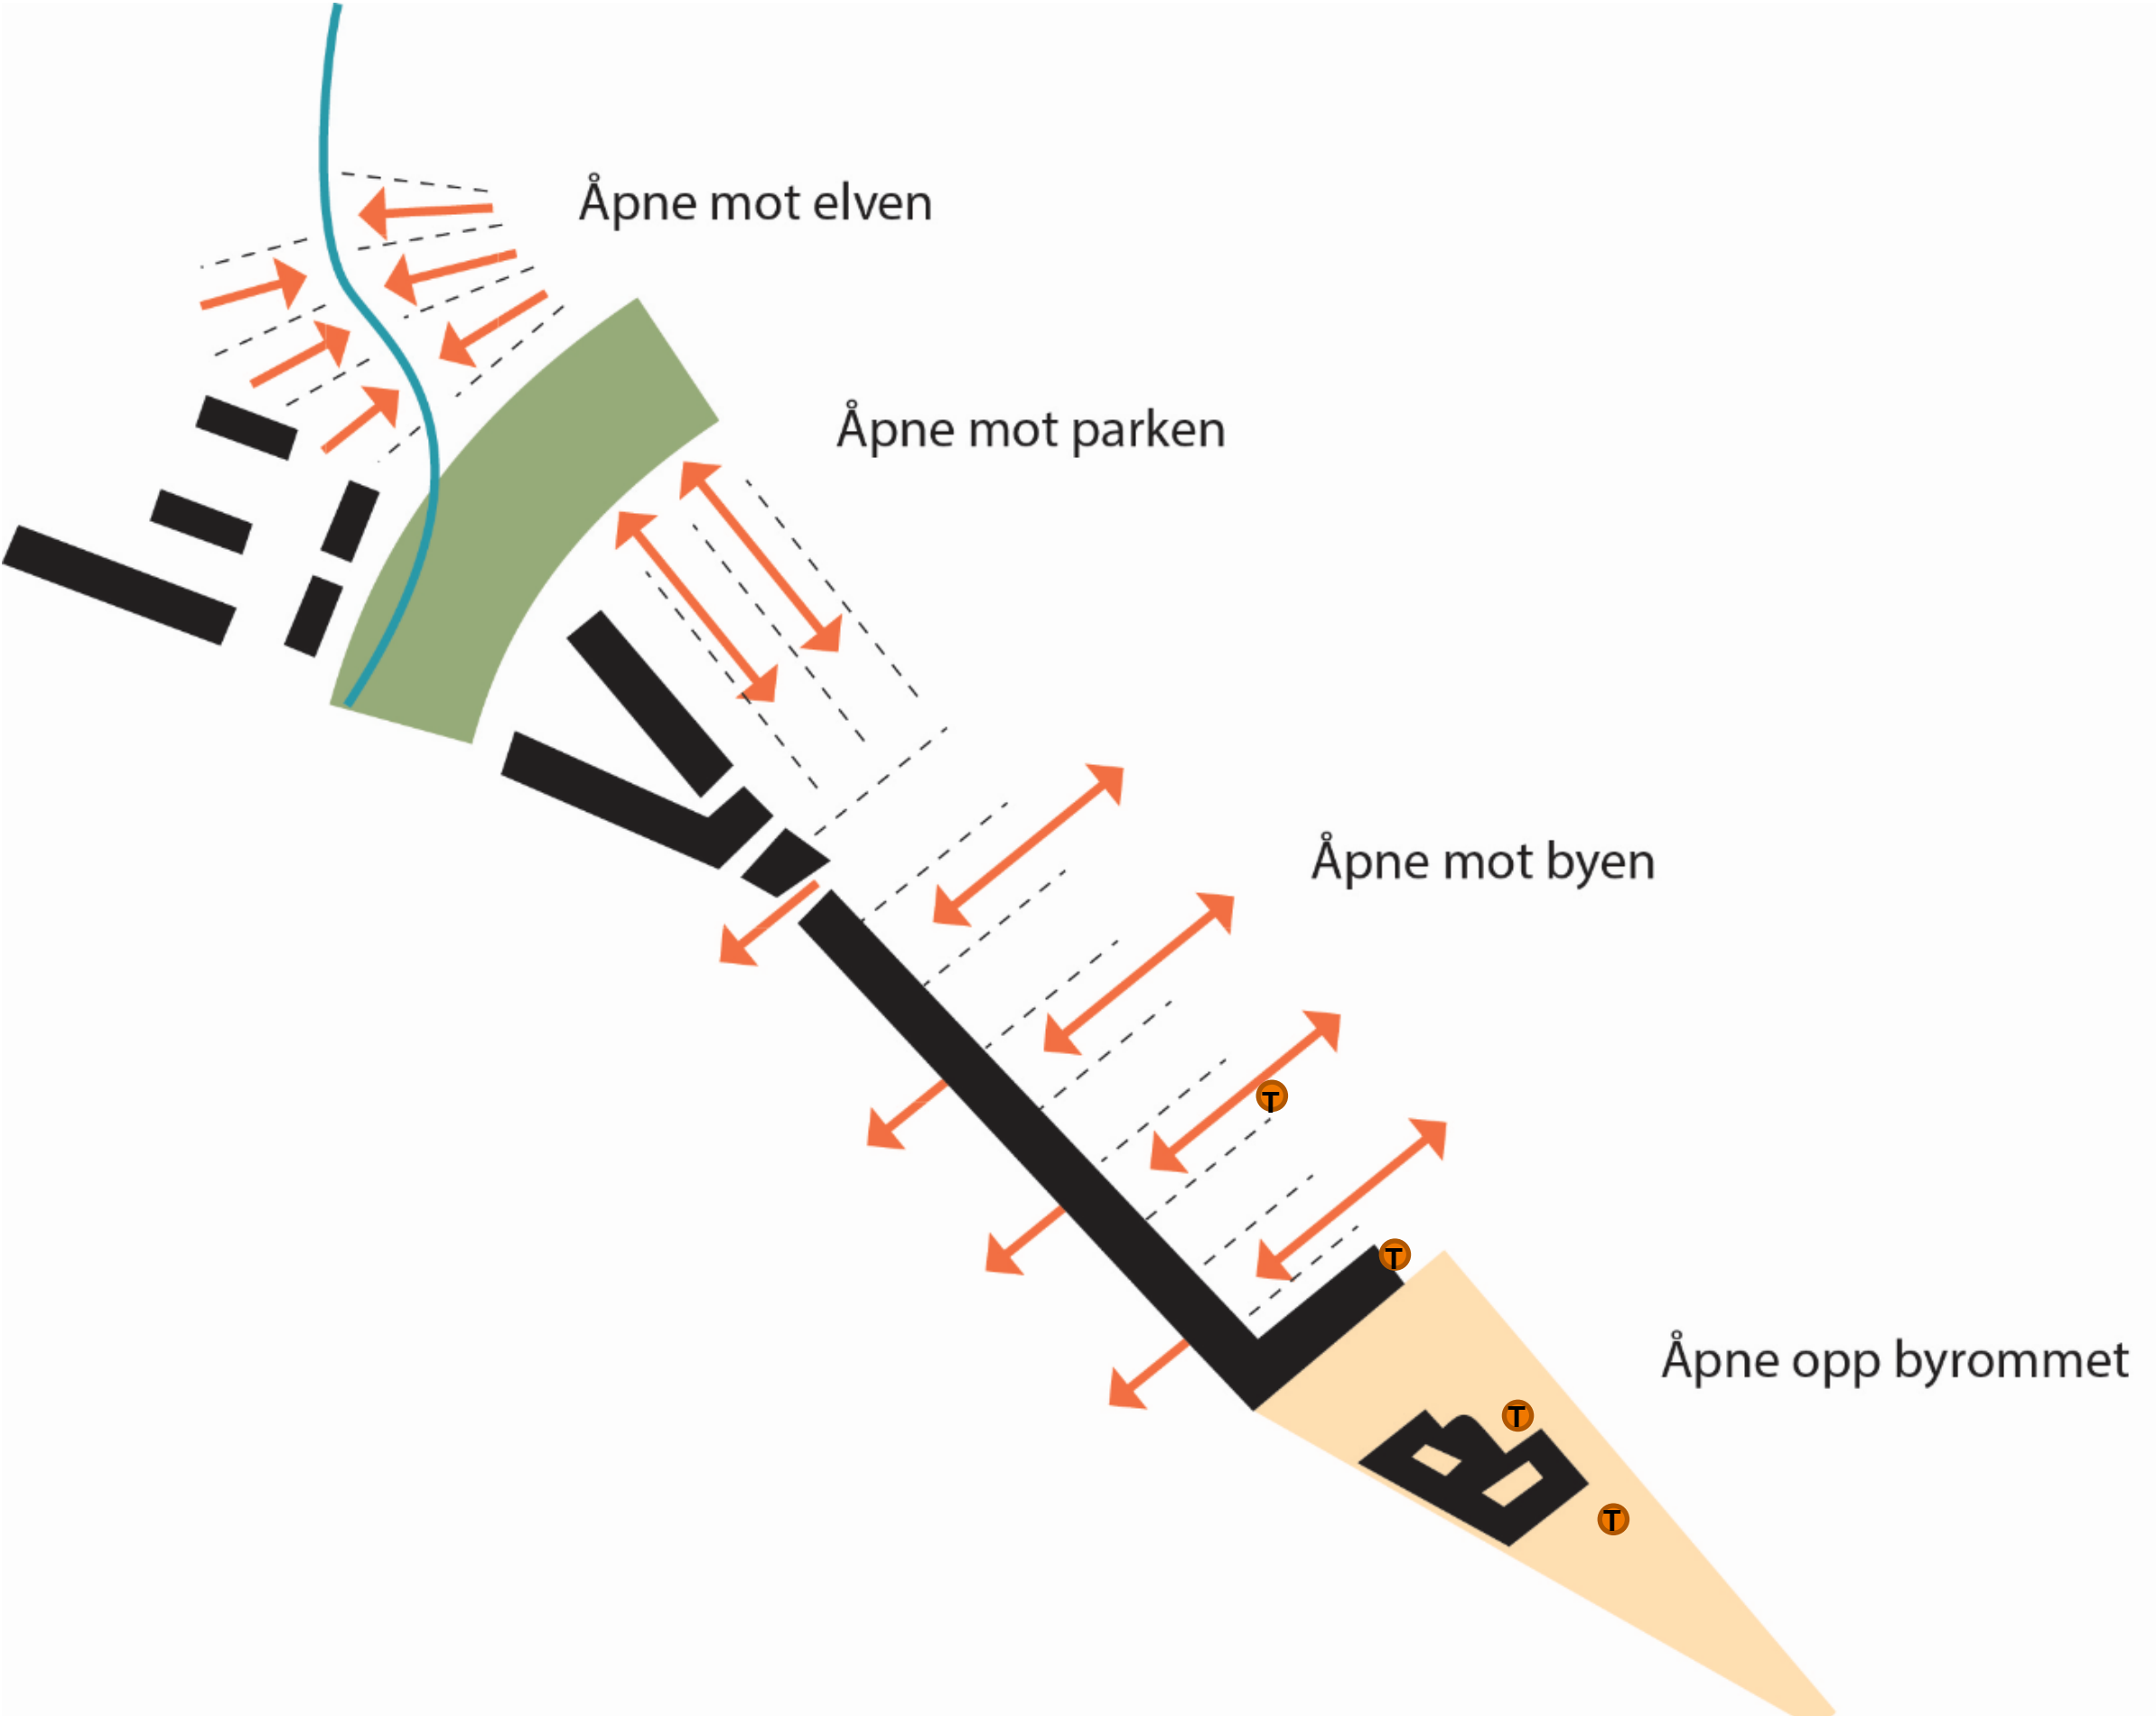 Åpne mot elven
Åpne mot parken
Åpne mot byen
T
T
Åpne opp byrommet
T
T